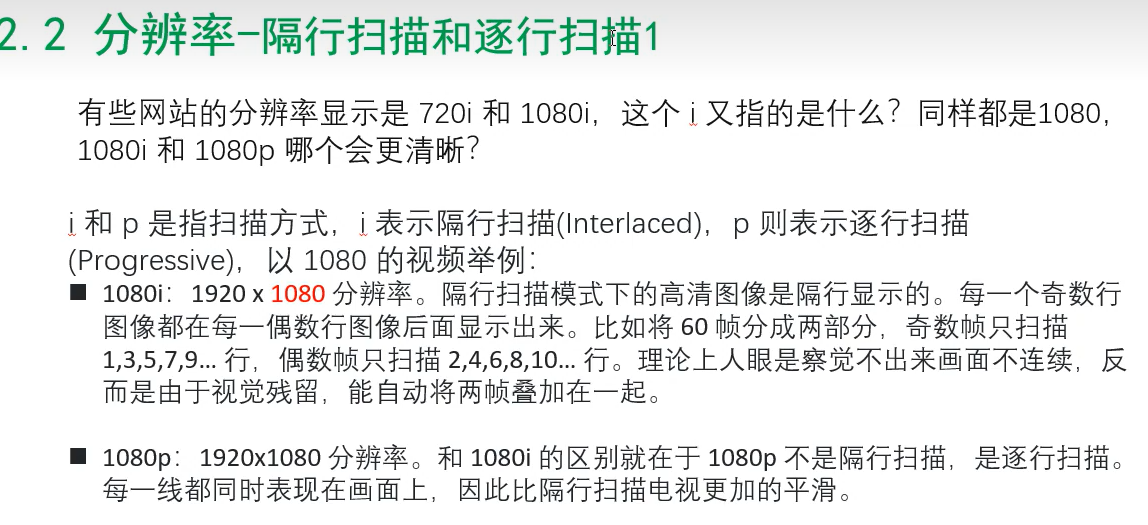 2.2 分辨率-隔行扫描和逐行扫描1
有些网站的分辨率显示是 720i 和 1080i，这个 i 又指的是什么？同样都是1080，
1080i 和 1080p 哪个会更清晰？
i 和 p 是指扫描方式，i 表示隔行扫描(Interlaced)，p 则表示逐行扫描
(Progressive)，以 1080 的视频举例：
■ 1080i：1920 x 1080 分辨率。隔行扫描模式下的高清图像是隔行显示的。每一个奇数行
图像都在每一偶数行图像后面显示出来。比如将 60 帧分成两部分，奇数帧只扫描
1,3,5,7,9... 行，偶数帧只扫描 2,4,6,8,10... 行。理论上人眼是察觉不出来画面不连续，反
而是由于视觉残留，能自动将两帧叠加在一起。
■ 1080p：1920x1080 分辨率。和 1080i 的区别就在于 1080p 不是隔行扫描，是逐行扫描。
每一线都同时表现在画面上，因此比隔行扫描电视更加的平滑。